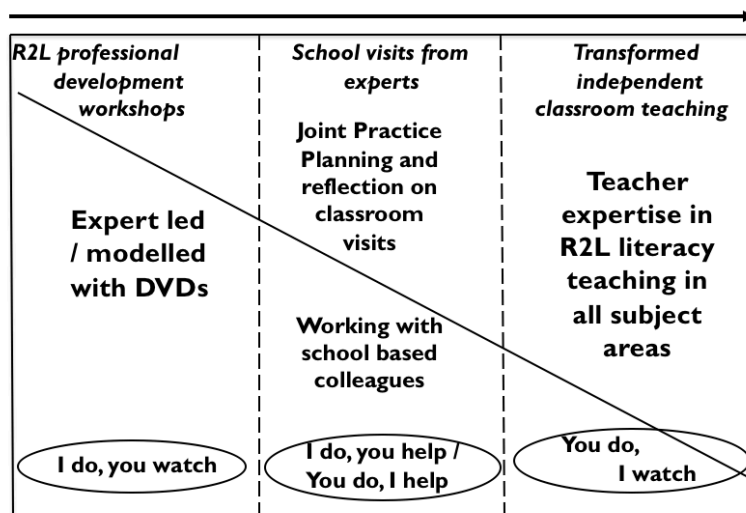 R2L professional
development
workshops
Expert led
/ modelled
with DVDs
I do, you watch
School visits from
experts
Joint Practice
Planning and
reflection on
classroom
visits
Working with
school based
colleagues
I do, you help /
You do, I help
Transformed
independent
classroom teaching
Teacher
expertise in
R2L literacy
teaching in
all subject
areas
You do,
I watch